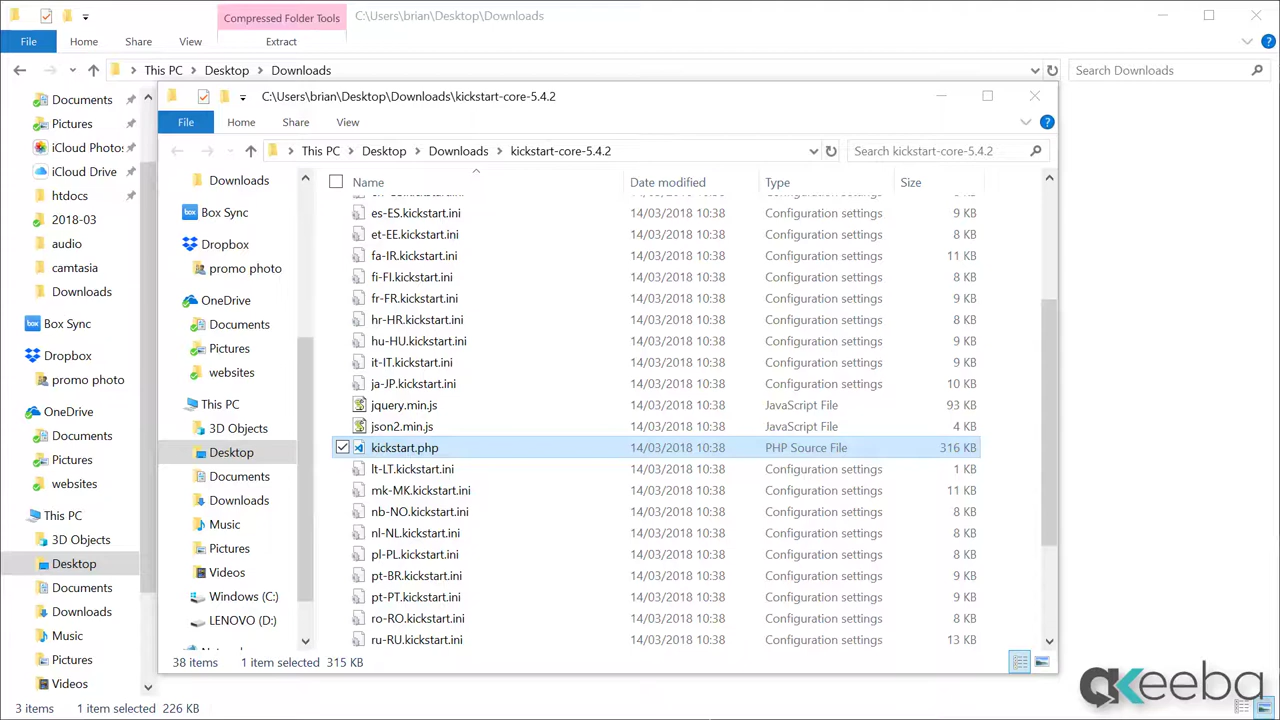 Compressed Folder Tools
C:\Users\brian\Desktop\Downloads
File
Home
Share
View
Extract
This PC
Desktop
Downloads
Search Downloads
Documents
Pictures
iCloud Photos
iCloud Drive
htdocs
2018-03
audio
camtasia
Downloads
Box Sync
Dropbox
promo photo
OneDrive
Documents
Pictures
websites
This PC
3D Objects
Desktop
Documents
Downloads
Music
Pictures
Videos
3 items
1 item selected 226 KB
C:\Users\brian\Desktop\Downloads\kickstart-core-5.4.2
File
Home
Share
View
This PC
Desktop
Downloads
kickstart-core-5.4.2
Search kickstart-core-5.4.2
Downloads
Box Sync
Dropbox
promo photo
OneDrive
Documents
Pictures
websites
This PC
3D Objects
Desktop
Documents
Downloads
Music
Pictures
Videos
Windows (C:)
LENOVO (D:)
Name Date modified Type Size
es-ES.kickstart.ini 14/03/2018 10:38 Configuration settings 9 KB
et-EE.kickstart.ini 14/03/2018 10:38 Configuration settings 8 KB
fa-IR.kickstart.ini 14/03/2018 10:38 Configuration settings 11 KB
fi-FI.kickstart.ini 14/03/2018 10:38 Configuration settings 8 KB
fr-FR.kickstart.ini 14/03/2018 10:38 Configuration settings 9 KB
hr-HR.kickstart.ini 14/03/2018 10:38 Configuration settings 8 KB
hu-HU.kickstart.ini 14/03/2018 10:38 Configuration settings 9 KB
it-IT.kickstart.ini 14/03/2018 10:38 Configuration settings 8 KB
ja-JP.kickstart.ini 14/03/2018 10:38 Configuration settings 10 KB
jquery.min.js 14/03/2018 10:38 JavaScript File 93 KB
json2.min.js 14/03/2018 10:38 JavaScript File 4 KB
kickstart.php 14/03/2018 10:38 PHP Source File 316 KB
lt-LT.kickstart.ini 14/03/2018 10:38 Configuration settings 1 KB
mk-MK.kickstart.ini 14/03/2018 10:38 Configuration settings 11 KB
nb-NO.kickstart.ini 14/03/2018 10:38 Configuration settings 8 KB
nl-NL.kickstart.ini 14/03/2018 10:38 Configuration settings 8 KB
pl-PL.kickstart.ini 14/03/2018 10:38 Configuration settings 8 KB
pt-BR.kickstart.ini 14/03/2018 10:38 Configuration settings 9 KB
pt-PT.kickstart.ini 14/03/2018 10:38 Configuration settings 9 KB
ro-RO.kickstart.ini 14/03/2018 10:38 Configuration settings 8 KB
ru-RU.kickstart.ini 14/03/2018 10:38 Configuration settings 13 KB
38 items
1 item selected 315 KB
akeeba